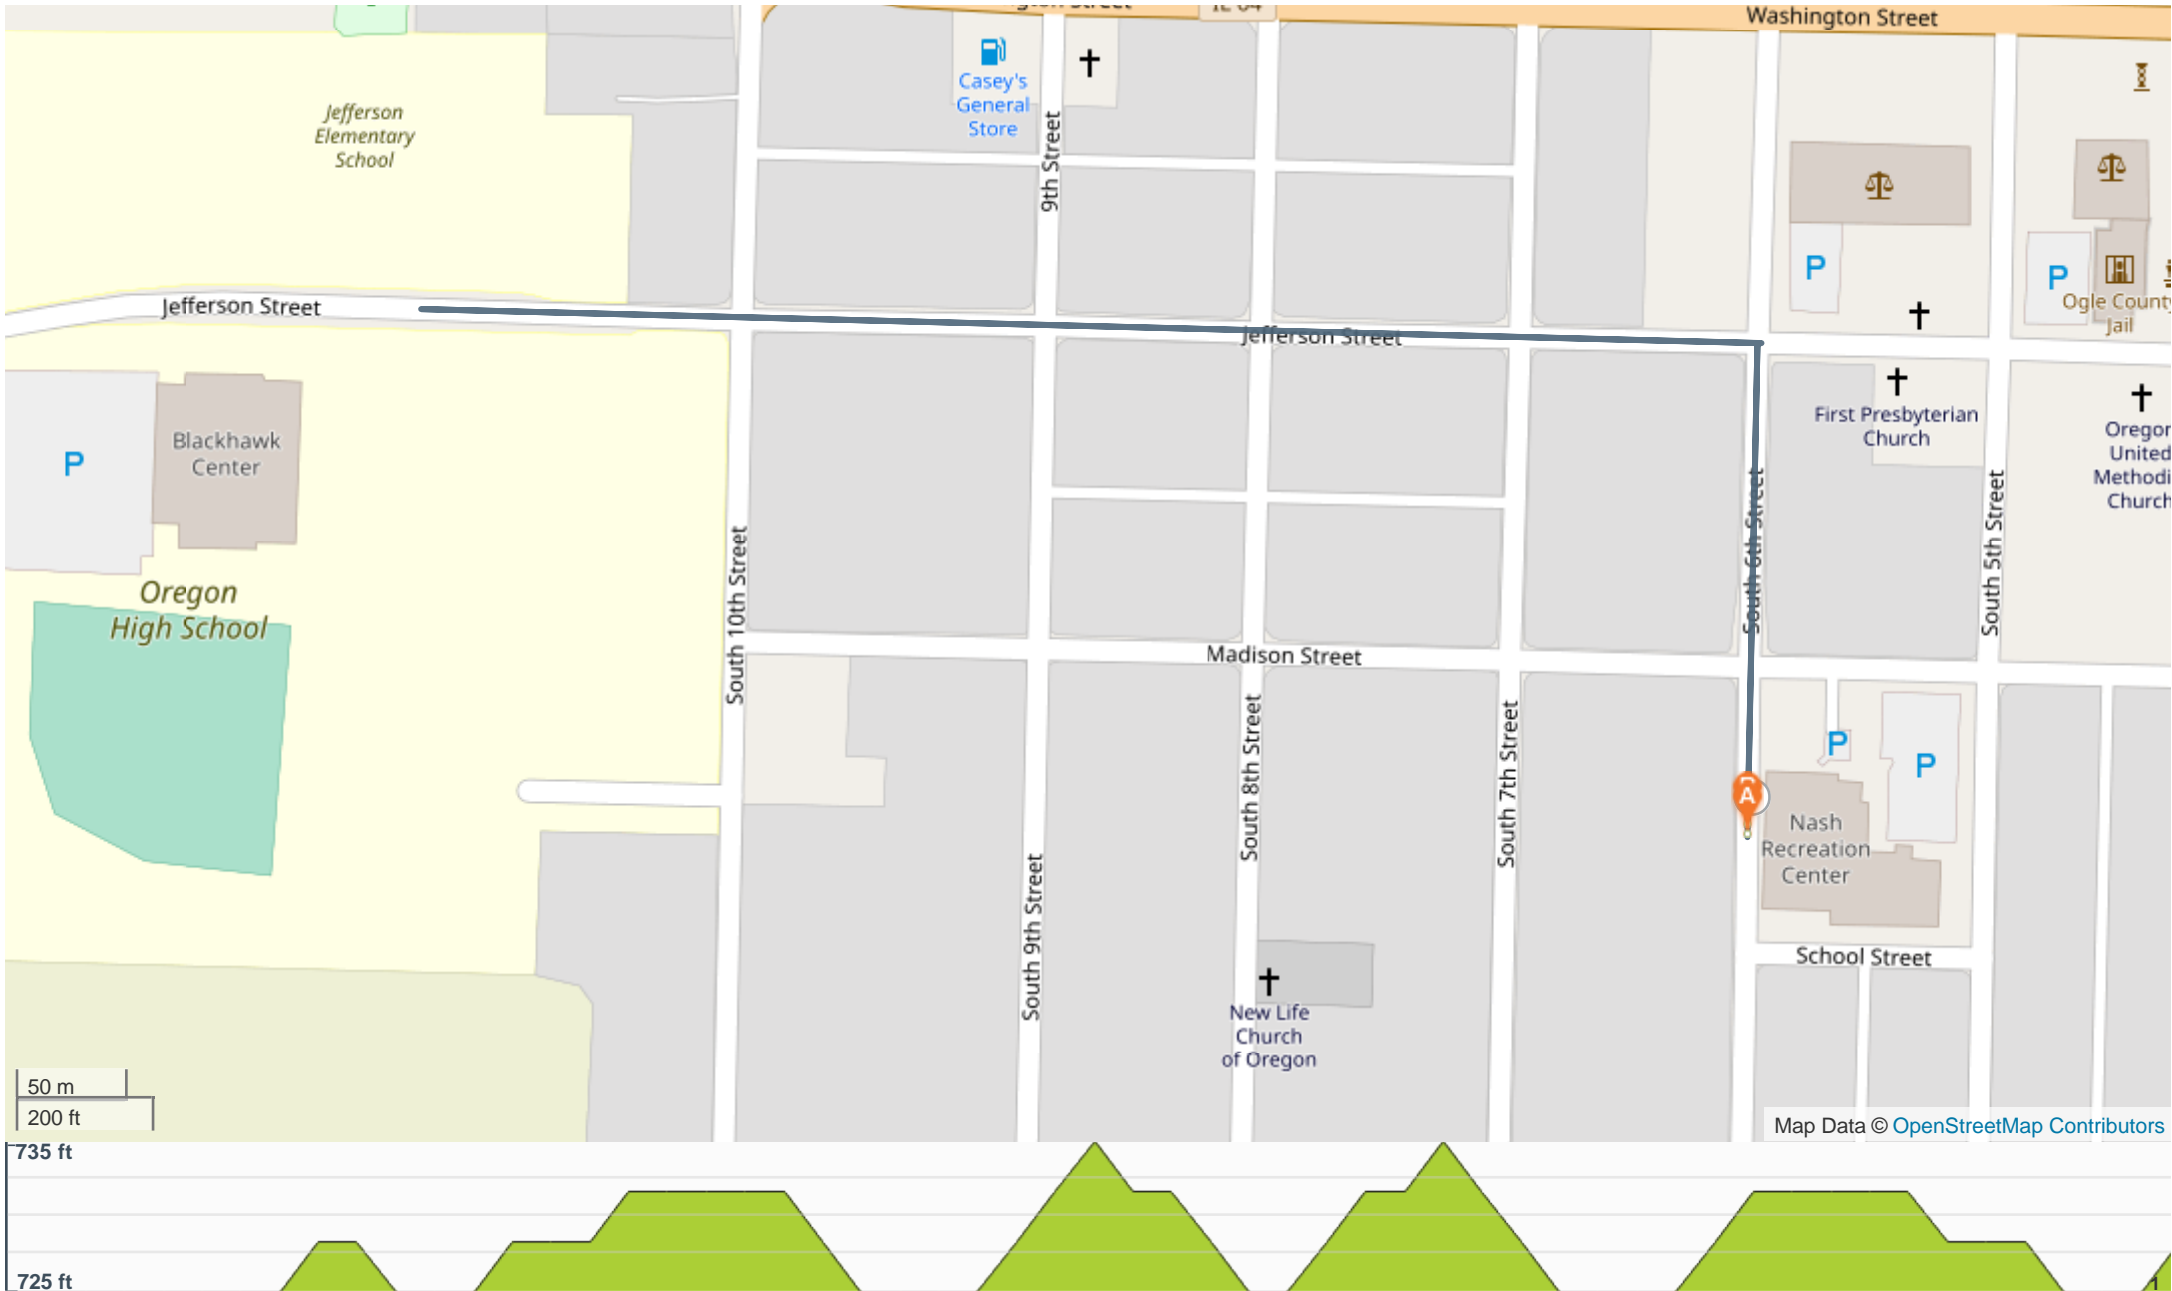 Washington Street
Casey's
General
Store
9th Street
Jefferson
Elementary
School
P
P
Ogle County
Jail
Jefferson Street
Jefferson Street
First Presbyterian
Church
Oregon
United
Church
P
Blackhawk
Center
Oregon
High School
South 10th Street
South 6th Street
South 5th Street
Madison Street
South 8th Street
South 7th Street
P
P
A
Nash
Recreation
Center
South 9th Street
School Street
New Life
Church
of Oregon
50 m
200 ft
Map Data © OpenStreetMap Contributors
735 ft
725 ft
1